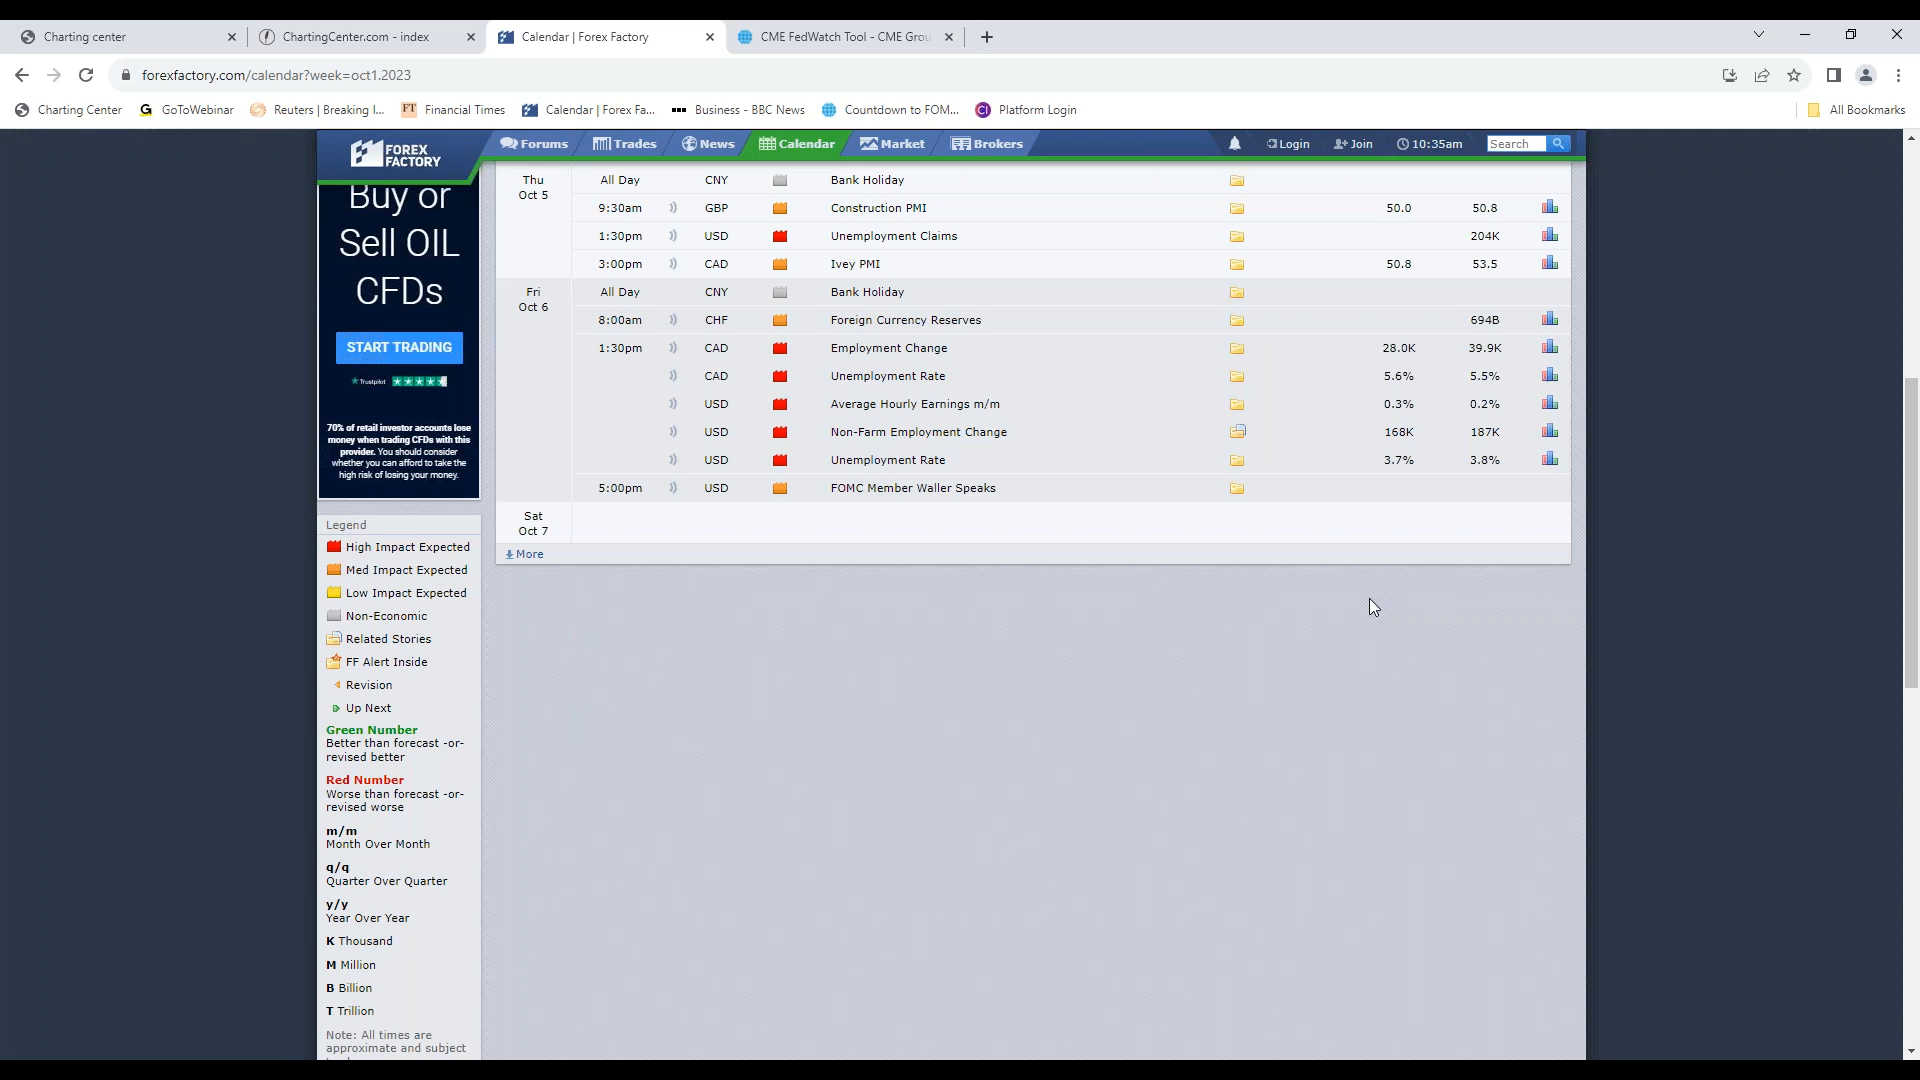 Charting center
ChartingCenter.com - index
Calendar | Forex Factory
CME FedWatch Tool - CME Grou
forexfactory.com/calendar?week=oct1.2023
Charting Center
GoToWebinar
Reuters | Breaking I...
Financial Times
Calendar | Forex Fa...
Business - BBC News
Countdown to FOM...
Platform Login
All Bookmarks
FOREX
FACTORY
Forums
Trades
News
Calendar
Market
Brokers
Login
Join
10:35am
Search
Buy or
Sell OIL
CFDs
START TRADING
Trustpilot
70% of retail investor accounts lose
money when trading CFDs with this
provider. You should consider
whether you can afford to take the
high risk of losing your money.
Legend
High Impact Expected
Med Impact Expected
Low Impact Expected
Non-Economic
Related Stories
FF Alert Inside
Revision
Up Next
Green Number
Better than forecast -or-
revised better
Red Number
Worse than forecast -or-
revised worse
m/m
Month Over Month
q/q
Quarter Over Quarter
y/y
Year Over Year
K Thousand
M Million
B Billion
T Trillion
Note: All times are
approximate and subject
Thu
Oct 5
All Day CNY Bank Holiday
9:30am GBP Construction PMI 50.0 50.8
1:30pm USD Unemployment Claims 204K
3:00pm CAD Ivey PMI 50.8 53.5
Fri
Oct 6
All Day CNY Bank Holiday
8:00am CHF Foreign Currency Reserves 694B
1:30pm CAD Employment Change 28.0K 39.9K
CAD Unemployment Rate 5.6% 5.5%
USD Average Hourly Earnings m/m 0.3% 0.2%
USD Non-Farm Employment Change 168K 187K
USD Unemployment Rate 3.7% 3.8%
5:00pm USD FOMC Member Waller Speaks
Sat
Oct 7
More